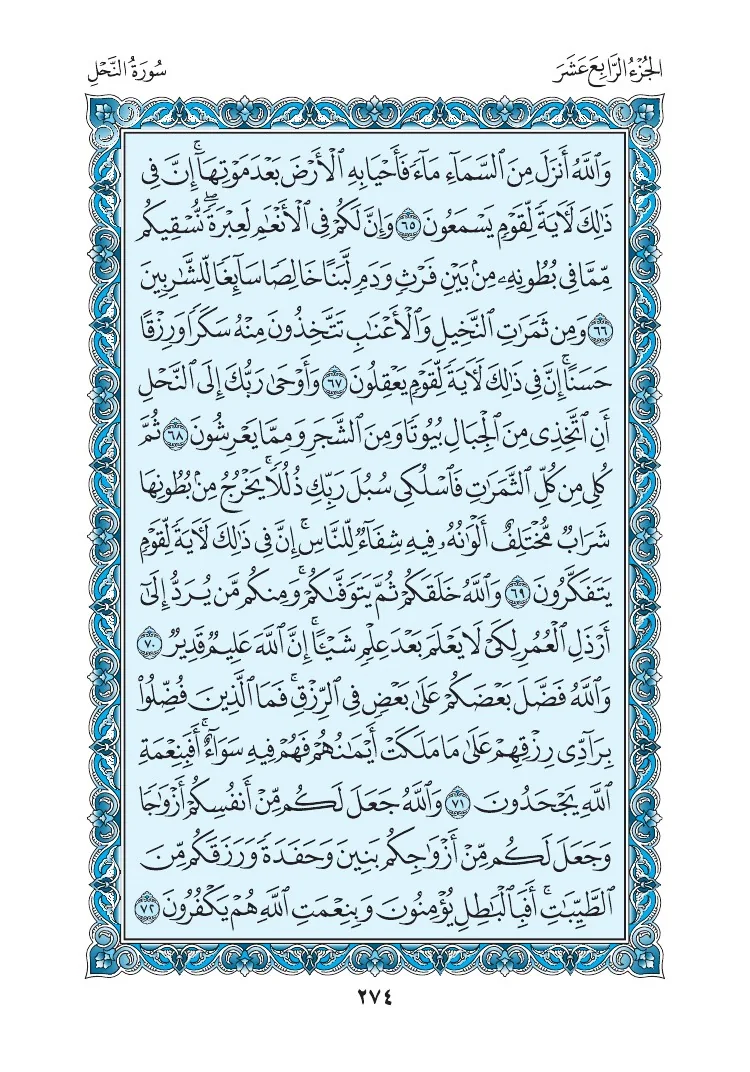 الجُزْءُ الرَّابِعَ عَشَرَ
سُورَةُ النَّحْلِ
وَٱللَّهُ أَنزَلَ مِنَ ٱلسَّمَآءِ مَآءٗ فَأَحۡيَا بِهِ ٱلۡأَرۡضَ بَعۡدَ مَوۡتِهَآۚ إِنَّ فِي
ذَٰلِكَ لَأٓيَةٗ لِّقَوۡمٖ يَسۡمَعُونَ ٦٥ وَإِنَّ لَكُمۡ فِي ٱلۡأَنۡعَٰمِ لَعِبۡرَةٗۖ نُّسۡقِيكُم
مِّمَّا فِي بُطُونِهِۦ مِنۢ بَيۡنِ فَرۡثٖ وَدَمٖ لَّبَنًا خَالِصٗا سَآئِغٗا لِّلشَّٰرِبِينَ
٦٦ وَمِن ثَمَرَٰتِ ٱلنَّخِيلِ وَٱلۡأَعۡنَٰبِ تَتَّخِذُونَ مِنۡهُ سَكَرٗا وَرِزۡقًا
حَسَنًاۚ إِنَّ فِي ذَٰلِكَ لَأٓيَةٗ لِّقَوۡمٖ يَعۡقِلُونَ ٦٧ وَأَوۡحَىٰ رَبُّكَ إِلَى ٱلنَّحۡلِ
أَنِ ٱتَّخِذِي مِنَ ٱلۡجِبَالِ بُيُوتٗا وَمِنَ ٱلشَّجَرِ وَمِمَّا يَعۡرِشُونَ ٦٨ ثُمَّ
كُلِي مِن كُلِّ ٱلثَّمَرَٰتِ فَٱسۡلُكِي سُبُلَ رَبِّكِ ذُلُلٗاۚ يَخۡرُجُ مِنۢ بُطُونِهَا
شَرَابٞ مُّخۡتَلِفٌ أَلۡوَٰنُهُۥ فِيهِ شِفَآءٞ لِّلنَّاسِۚ إِنَّ فِي ذَٰلِكَ لَأٓيَةٗ لِّقَوۡمٖ
يَتَفَكَّرُونَ ٦٩ وَٱللَّهُ خَلَقَكُمۡ ثُمَّ يَتَوَفَّىٰكُمۡۚ وَمِنكُم مَّن يُرَدُّ إِلَىٰٓ
أَرۡذَلِ ٱلۡعُمُرِ لِكَيۡ لَا يَعۡلَمَ بَعۡدَ عِلۡمٖ شَيۡـًٔاۚ إِنَّ ٱللَّهَ عَلِيمٞ قَدِيرٞ ٧٠
وَٱللَّهُ فَضَّلَ بَعۡضَكُمۡ عَلَىٰ بَعۡضٖ فِي ٱلرِّزۡقِۚ فَمَا ٱلَّذِينَ فُضِّلُواْ
بِرَآدِّي رِزۡقِهِمۡ عَلَىٰ مَا مَلَكَتۡ أَيۡمَٰنُهُمۡ فَهُمۡ فِيهِ سَوَآءٌۚ أَفَبِنِعۡمَةِ
ٱللَّهِ يَجۡحَدُونَ ٧١ وَٱللَّهُ جَعَلَ لَكُم مِّنۡ أَنفُسِكُمۡ أَزۡوَٰجٗا
وَجَعَلَ لَكُم مِّنۡ أَزۡوَٰجِكُم بَنِينَ وَحَفَدَةٗ وَرَزَقَكُم مِّنَ
ٱلطَّيِّبَٰتِۚ أَفَبِٱلۡبَٰطِلِ يُؤۡمِنُونَ وَبِنِعۡمَتِ ٱللَّهِ هُمۡ يَكۡفُرُونَ ٧٢
٢٧٤